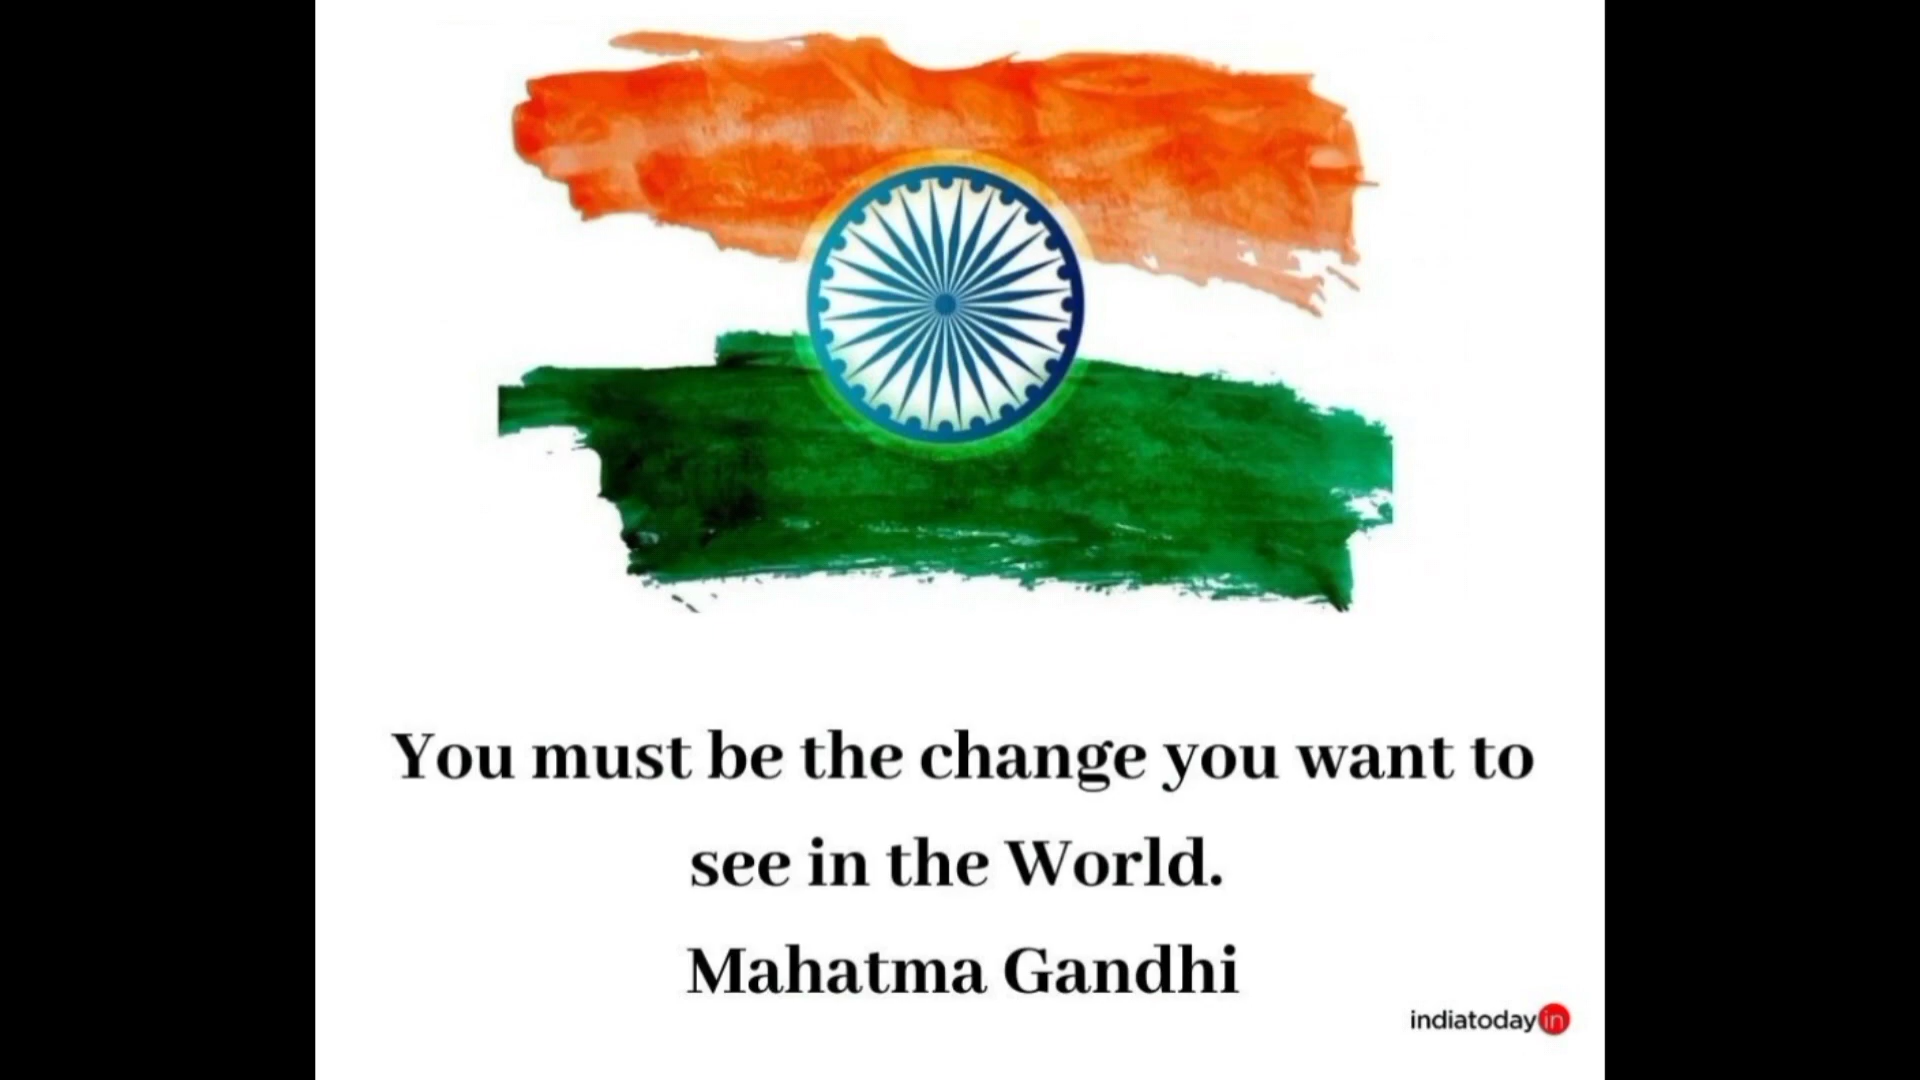 You must be the change you want to
see in the World.
Mahatma Gandhi
indiatoday in